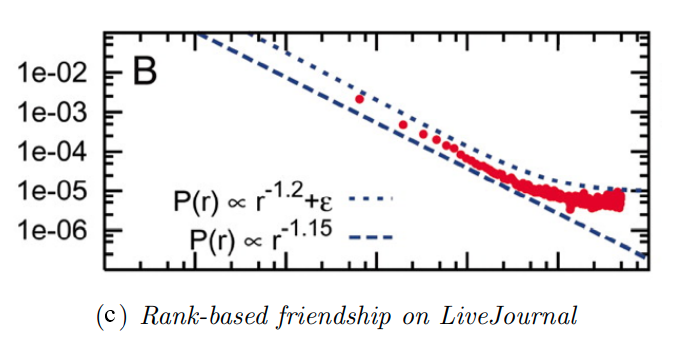 1e-02
B
1e-03
1e-04
1e-05
1e-06
P(r) ∝ r^-1.2+ε
P(r) ∝ r^-1.15
(c) Rank-based friendship on LiveJournal